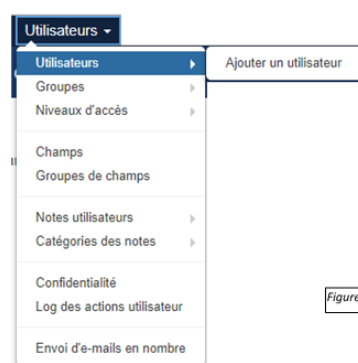 Utilisateurs
Utilisateurs
Ajouter un utilisateur
Groupes
Niveaux d'accès
Champs
Groupes de champs
Notes utilisateurs
Catégories des notes
Confidentialité
Log des actions utilisateur
Figure
Envoi d'e-mails en nombre